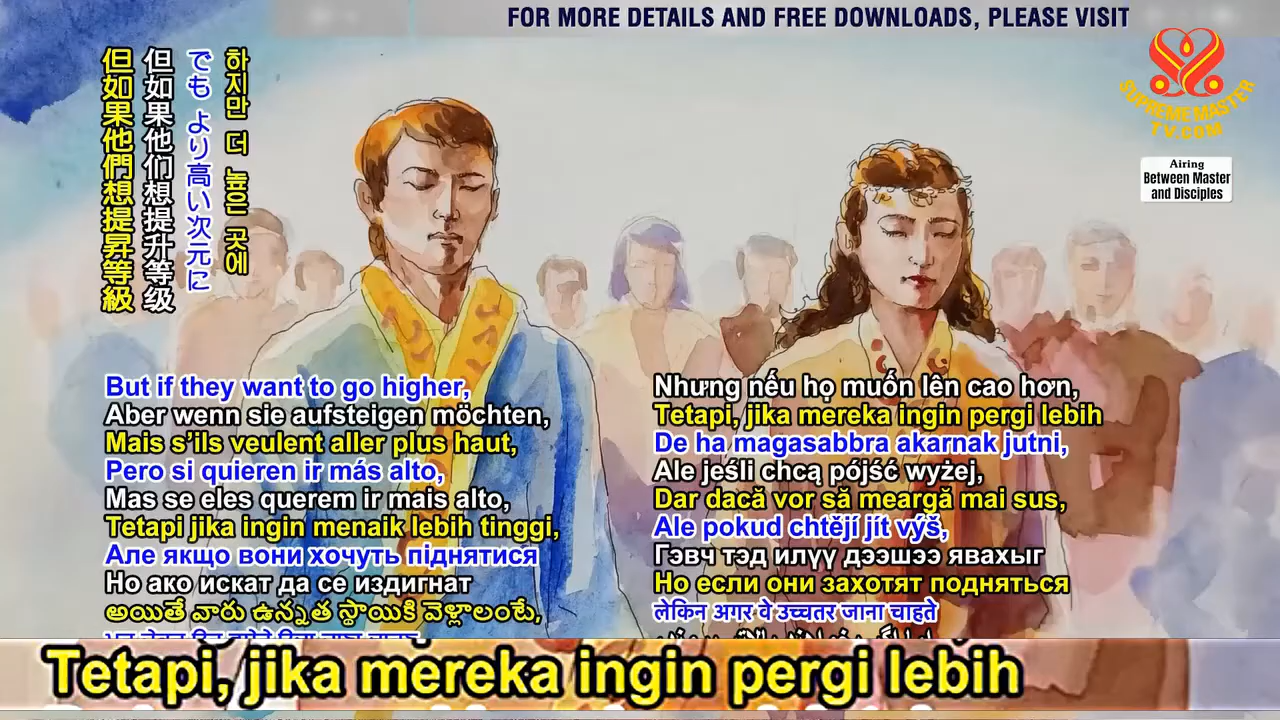 FOR MORE DETAILS AND FREE DOWNLOADS, PLEASE VISIT
SUPREMEMASTER
TV.COM
Airing
Between Master
and Disciples
하지만 더 높은 곳에
でも より高い次元に
但如果他们想提升等级
但如果他們想提昇等級
But if they want to go higher,
Aber wenn sie aufsteigen möchten,
Mais s’ils veulent aller plus haut,
Pero si quieren ir más alto,
Mas se eles querem ir mais alto,
Tetapi jika ingin menaik lebih tinggi,
Але якщо вони хочуть піднятися
Но ако искат да се издигнат
అయితే వారు ఉన్నత స్థాయికి వెళ్లాలంటే,
Nhưng nếu họ muốn lên cao hơn,
Tetapi, jika mereka ingin pergi lebih
De ha magasabbra akarnak jutni,
Ale jeśli chcą pójść wyżej,
Dar dacă vor să meargă mai sus,
Ale pokud chtějí jít výš,
Гэвч тэд илүү дээшээ явахыг
Но если они захотят подняться
लेकिन अगर वे उच्चतर जाना चाहते
Tetapi, jika mereka ingin pergi lebih